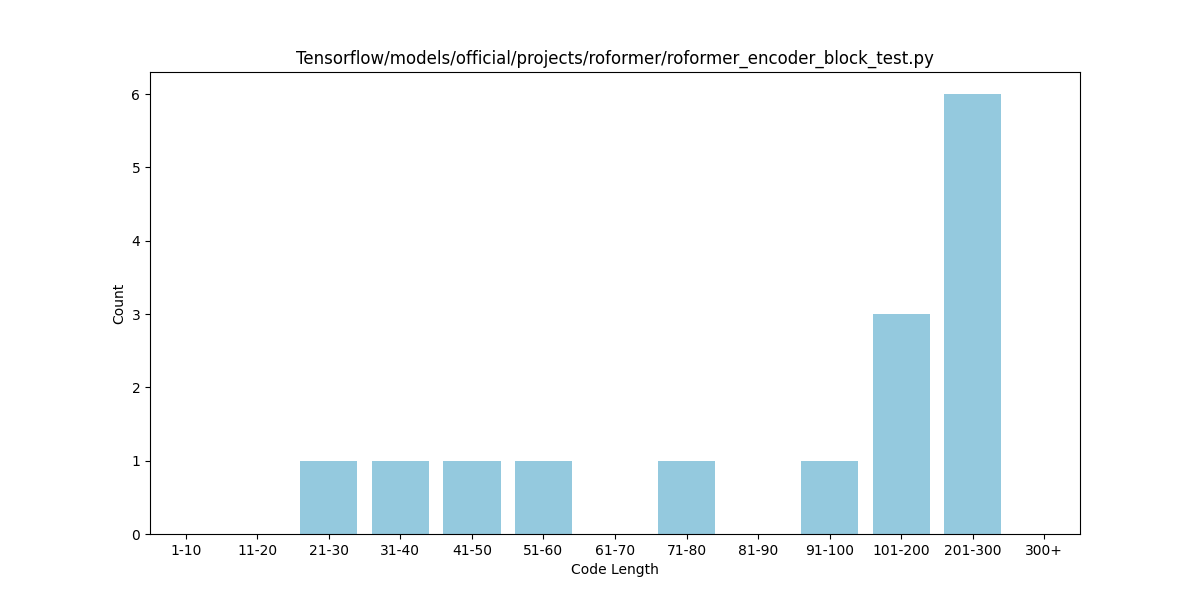 Tensorflow/models/official/projects/roformer/roformer_encoder_block_test.py
6
5
4
3
2
1
0
Count
1-10 11-20 21-30 31-40 41-50 51-60 61-70 71-80 81-90 91-100 101-200 201-300 300+
Code Length